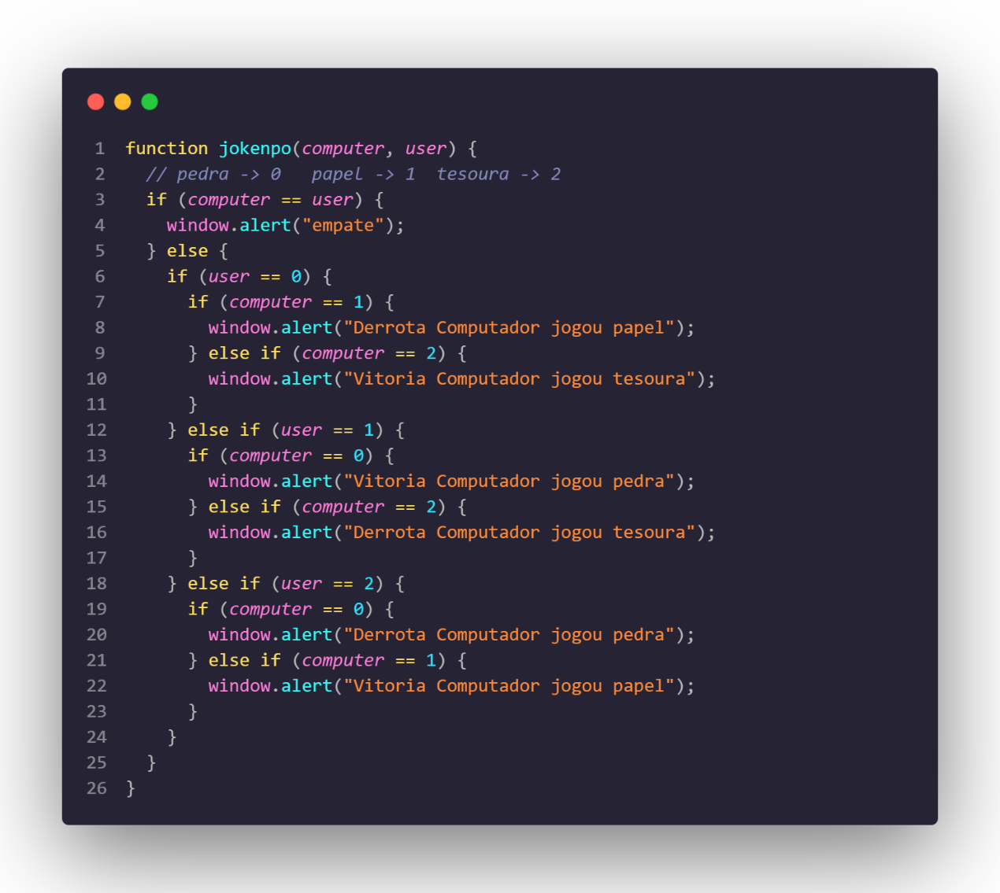 1 function jokenpo(computer, user) {
2   // pedra -> 0   papel -> 1  tesoura -> 2
3   if (computer == user) {
4     window.alert("empate");
5   } else {
6     if (user == 0) {
7       if (computer == 1) {
8         window.alert("Derrota Computador jogou papel");
9       } else if (computer == 2) {
10         window.alert("Vitoria Computador jogou tesoura");
11       }
12     } else if (user == 1) {
13       if (computer == 0) {
14         window.alert("Vitoria Computador jogou pedra");
15       } else if (computer == 2) {
16         window.alert("Derrota Computador jogou tesoura");
17       }
18     } else if (user == 2) {
19       if (computer == 0) {
20         window.alert("Derrota Computador jogou pedra");
21       } else if (computer == 1) {
22         window.alert("Vitoria Computador jogou papel");
23       }
24     }
25   }
26 }